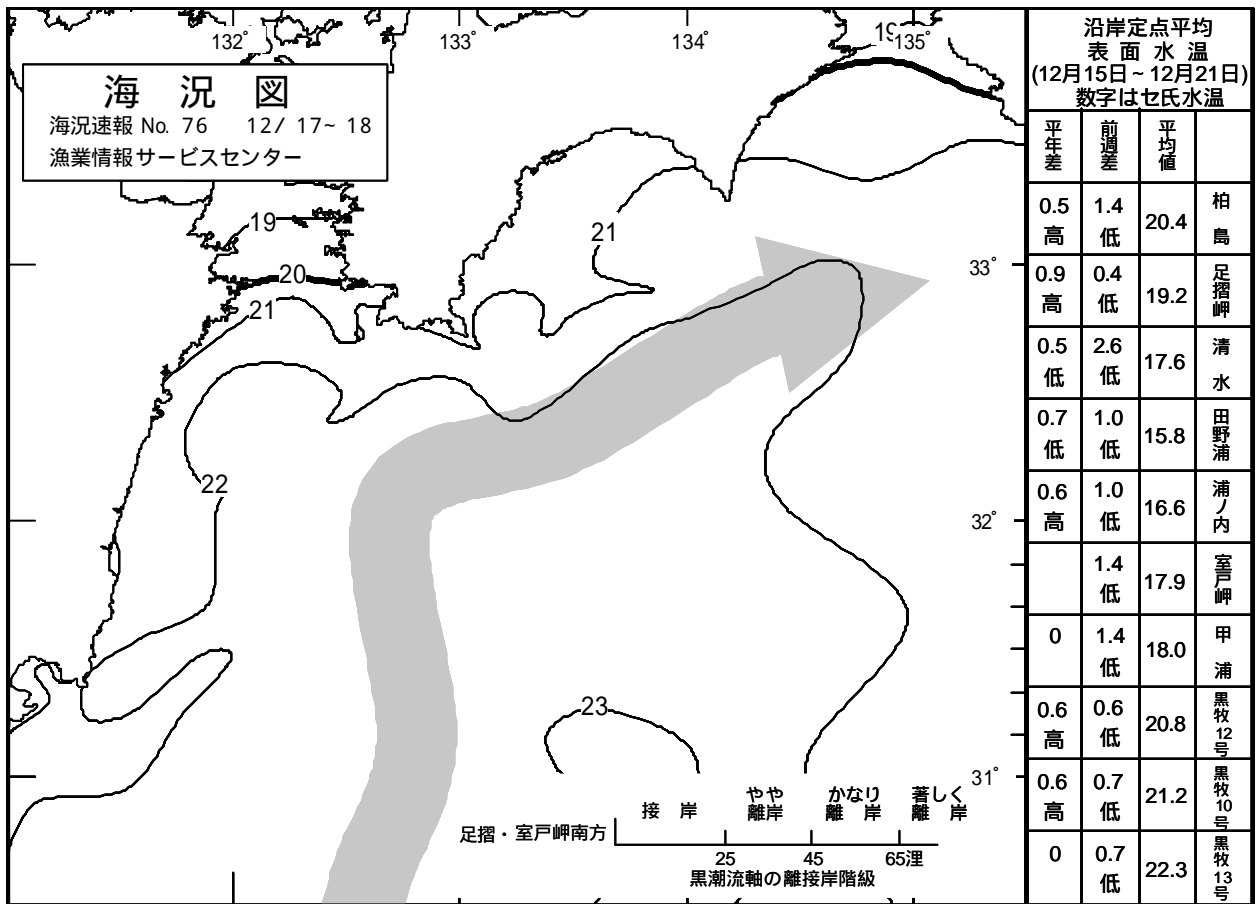 132°
133°
134°
19
135°
海 況 図
海況速報 No. 76 12/ 17~ 18
漁業情報サービスセンター
19
20
21
21
22
23
33°
32°
31°
接 岸
やや
離岸
かなり
離 岸
著しく
離 岸
足摺・室戸岬南方
25 45 65浬
黒潮流軸の離接岸階級
沿岸定点平均
表 面 水 温
(12月15日~12月21日)
数字はセ氏水温
平年差 前週差 平均値
0.5高 1.4低 20.4 柏島
0.9高 0.4低 19.2 足摺岬
0.5低 2.6低 17.6 清水
0.7低 1.0低 15.8 田野浦
0.6高 1.0低 16.6 浦ノ内
1.4低 17.9 室戸岬
0 1.4低 18.0 甲浦
0.6高 0.6低 20.8 黒牧12号
0.6高 0.7低 21.2 黒牧10号
0 0.7低 22.3 黒牧13号